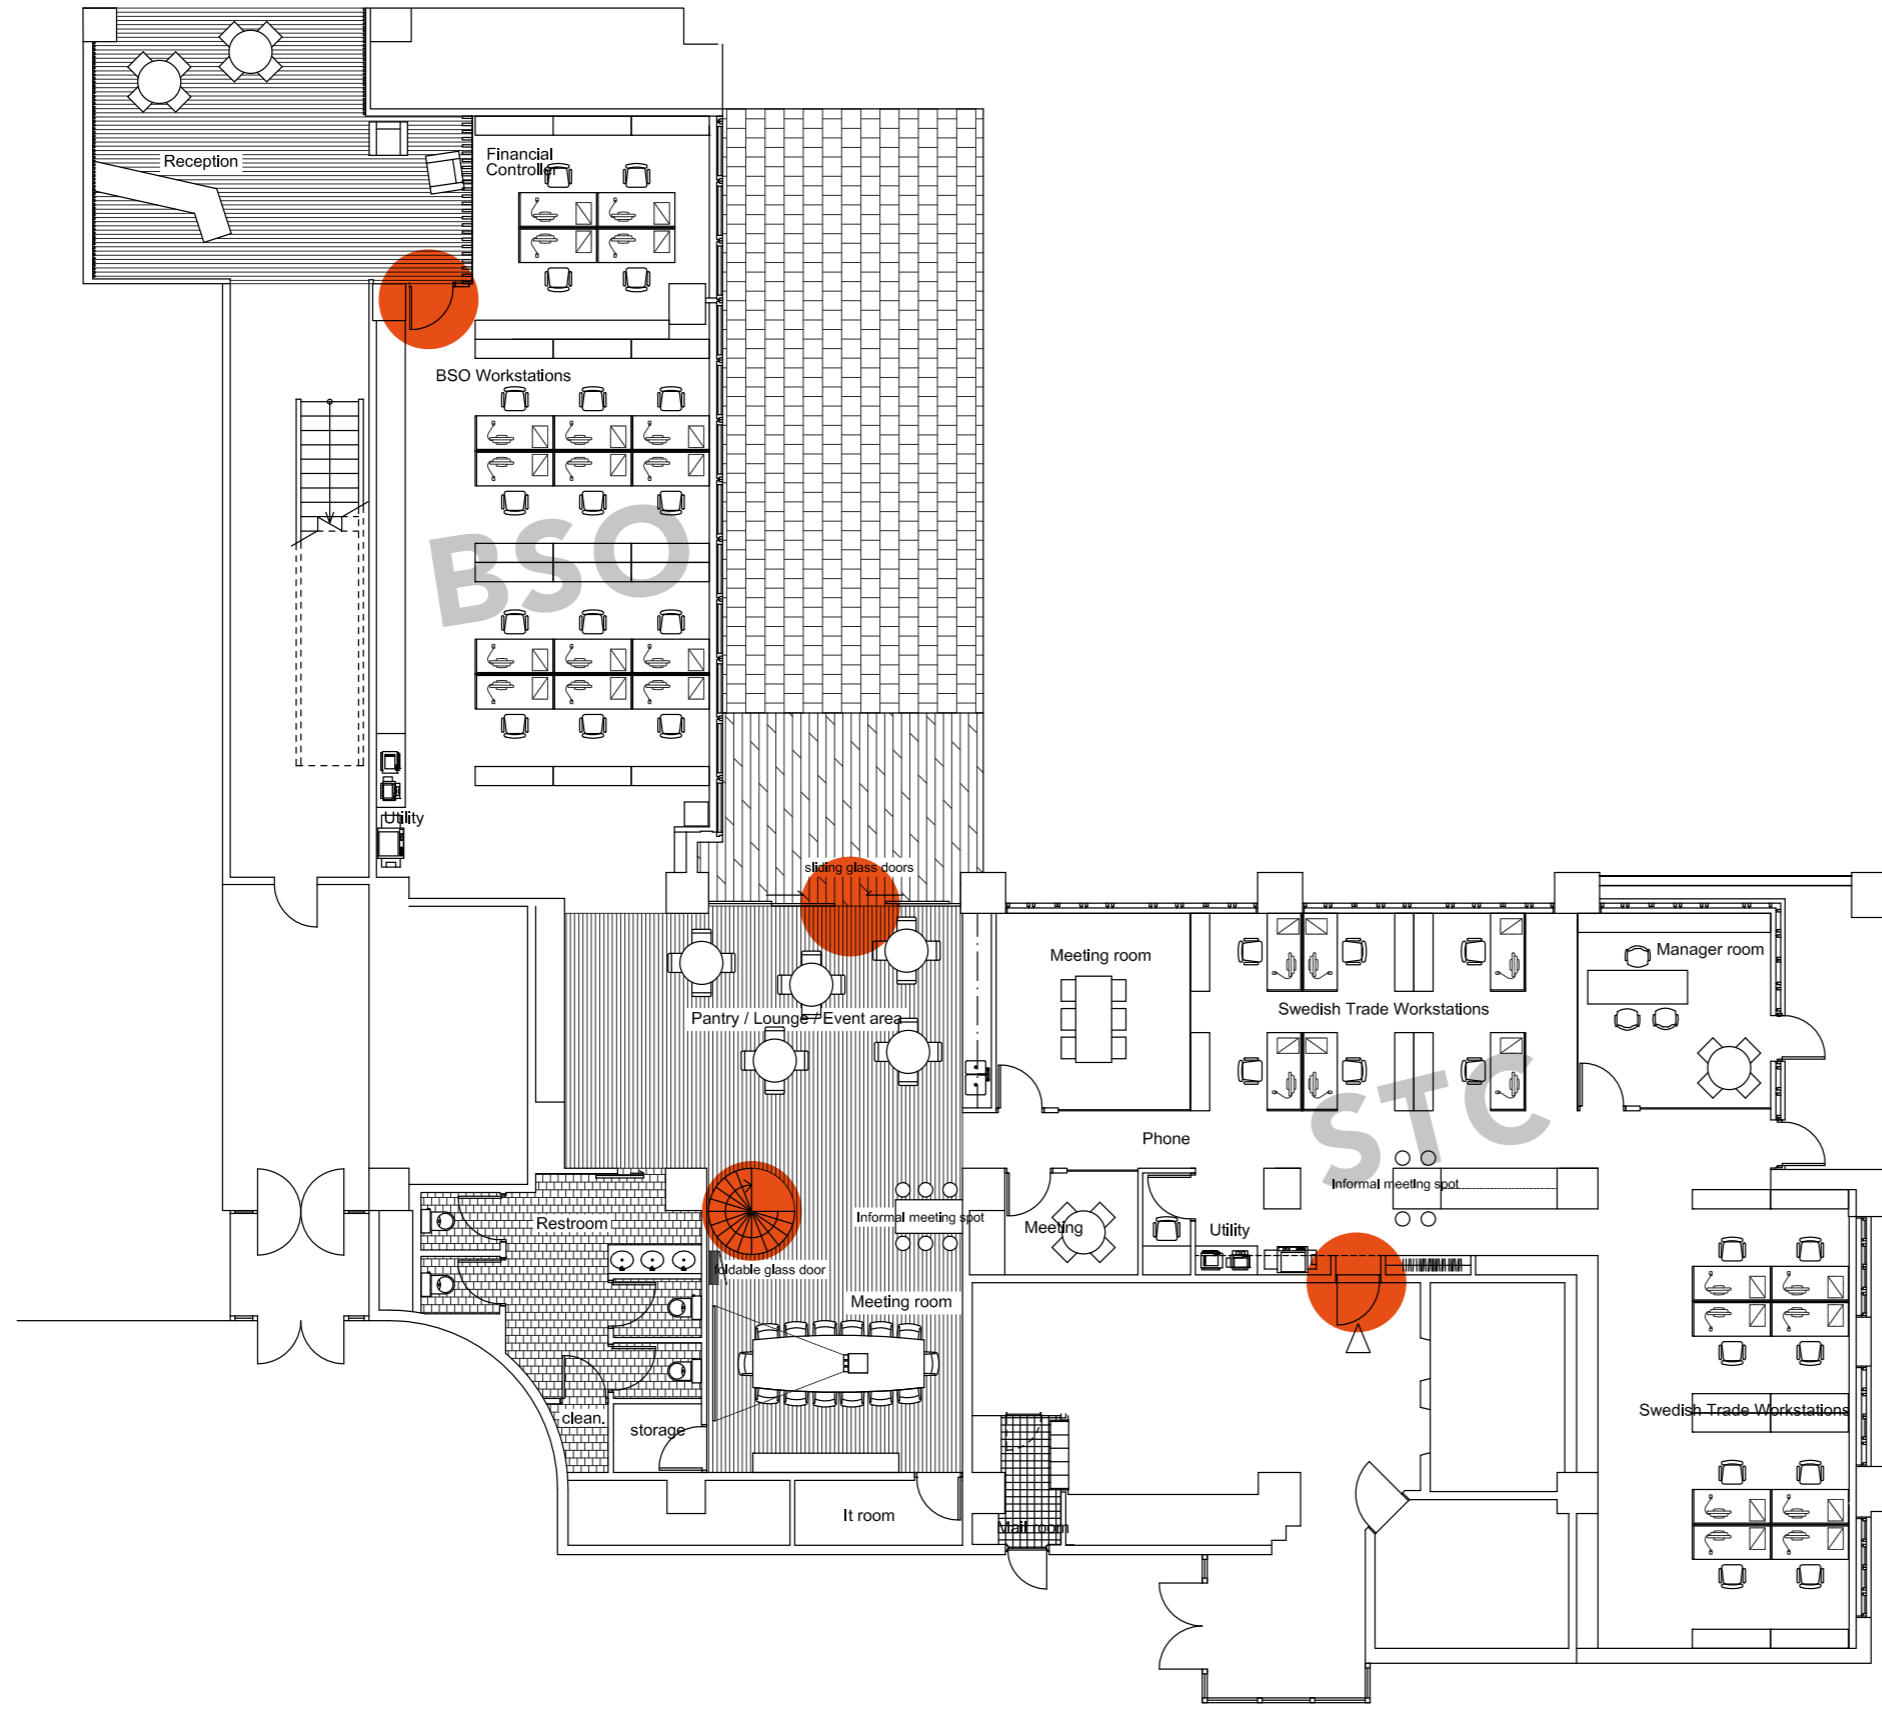 Reception
Financial
Controller
BSO Workstations
BSO
Utility
sliding glass doors
Meeting room
Manager room
Swedish Trade Workstations
Pantry / Lounge / Event area
STC
Phone
Informal meeting spot
Restroom
Informal meeting spot
Meeting
Utility
foldable glass door
Meeting room
Swedish Trade Workstations
clean.
storage
It room
Mail room